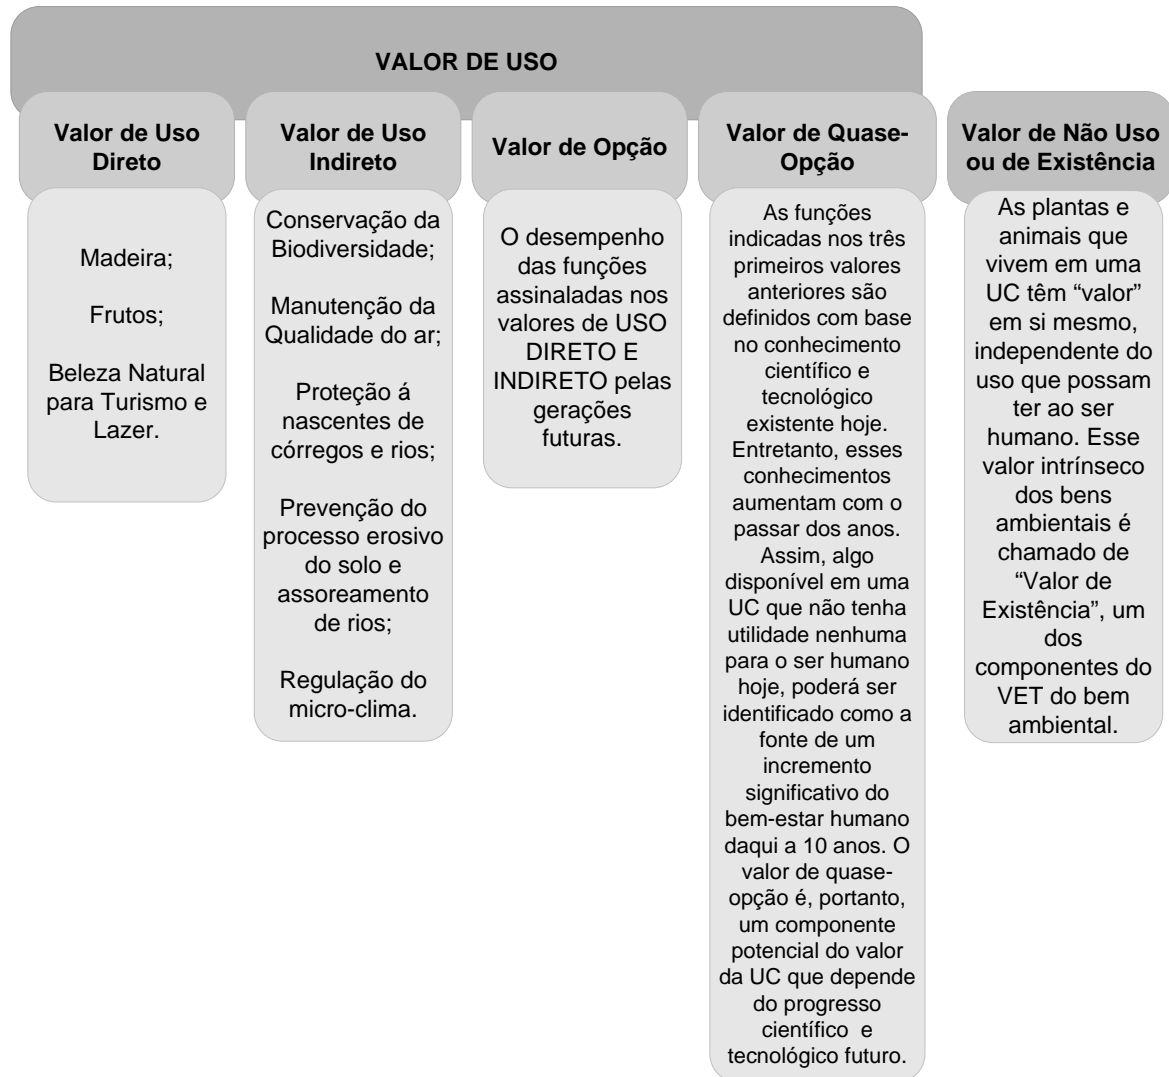 VALOR DE USO
Valor de Uso
Direto
Madeira;
Frutos;
Beleza Natural
para Turismo e
Lazer.
Valor de Uso
Indireto
Conservação da
Biodiversidade;
Manutenção da
Qualidade do ar;
Proteção á
nascentes de
córregos e rios;
Prevenção do
processo erosivo
do solo e
assoreamento
de rios;
Regulação do
micro-clima.
Valor de Opção
O desempenho
das funções
assinaladas nos
valores de USO
DIRETO E
INDIRETO pelas
gerações
futuras.
Valor de Quase-
Opção
As funções
indicadas nos três
primeiros valores
anteriores são
definidos com base
no conhecimento
científico e
tecnológico
existente hoje.
Entretanto, esses
conhecimentos
aumentam com o
passar dos anos.
Assim, algo
disponível em uma
UC que não tenha
utilidade nenhuma
para o ser humano
hoje, poderá ser
identificado como a
fonte de um
incremento
significativo do
bem-estar humano
daqui a 10 anos. O
valor de quase-
opção é, portanto,
um componente
potencial do valor
da UC que depende
do progresso
científico e
tecnológico futuro.
Valor de Não Uso
ou de Existência
As plantas e
animais que
vivem em uma
UC têm “valor”
em si mesmo,
independente do
uso que possam
ter ao ser
humano. Esse
valor intrínseco
dos bens
ambientais é
chamado de
“Valor de
Existência”, um
dos
componentes do
VET do bem
ambiental.